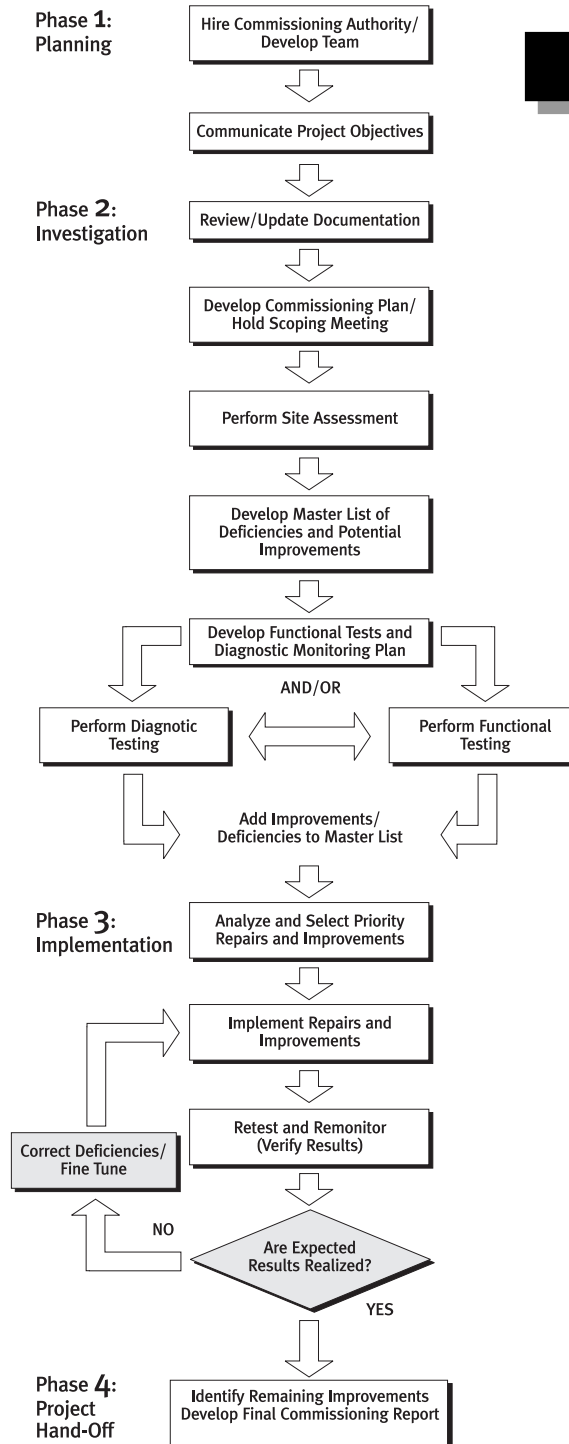 Phase 1:
Planning
Hire Commissioning Authority/
Develop Team
Communicate Project Objectives
Phase 2:
Investigation
Review/Update Documentation
Develop Commissioning Plan/
Hold Scoping Meeting
Perform Site Assessment
Develop Master List of
Deficiencies and Potential
Improvements
Develop Functional Tests and
Diagnostic Monitoring Plan
AND/OR
Perform Diagnotic
Testing
Perform Functional
Testing
Add Improvements/
Deficiencies to Master List
Phase 3:
Implementation
Analyze and Select Priority
Repairs and Improvements
Implement Repairs and
Improvements
Retest and Remonitor
(Verify Results)
Correct Deficiencies/
Fine Tune
NO
Are Expected
Results Realized?
YES
Phase 4:
Project
Hand-Off
Identify Remaining Improvements
Develop Final Commissioning Report